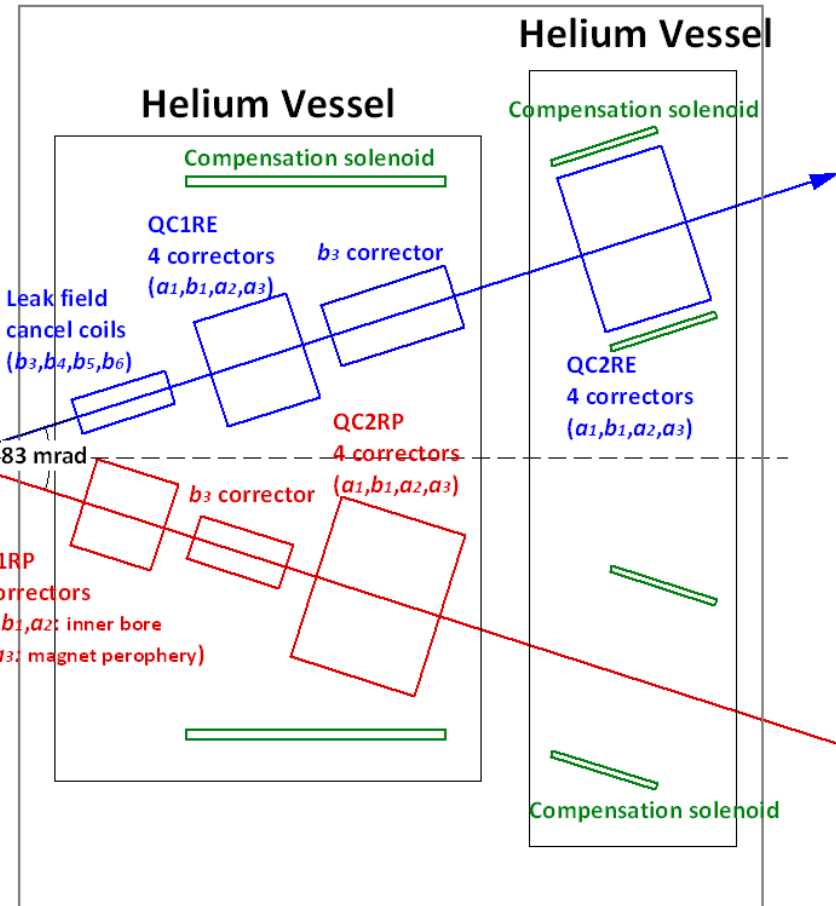 Helium Vessel
Helium Vessel
Compensation solenoid
Compensation solenoid
QC1RE
4 correctors
(a1,b1,a2,a3)
b3 corrector
Leak field
cancel coils
(b3,b4,b5,b6)
QC2RE
4 correctors
(a1,b1,a2,a3)
QC2RP
4 correctors
(a1,b1,a2,a3)
83 mrad
b3 corrector
1RP
orrectors
b1,a2: inner bore
a3: magnet perophery)
Compensation solenoid